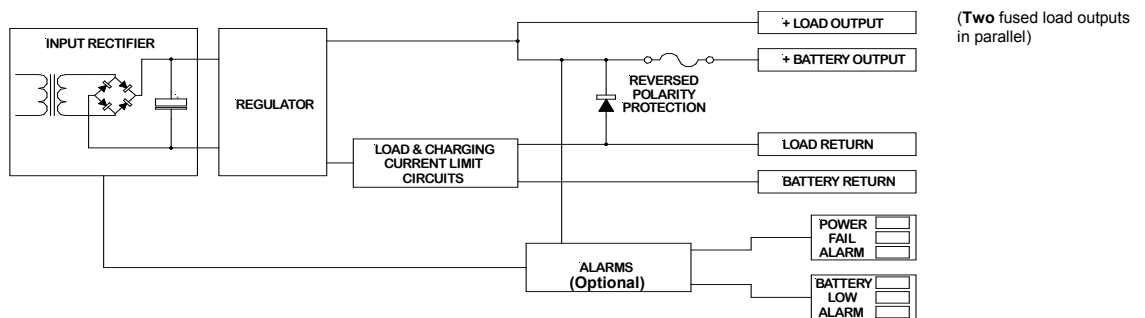 + LOAD OUTPUT
(Two fused load outputs
in parallel)
INPUT RECTIFIER
+ BATTERY OUTPUT
REVERSED
POLARITY
PROTECTION
REGULATOR
LOAD & CHARGING
CURRENT LIMIT
CIRCUITS
LOAD RETURN
BATTERY RETURN
POWER
FAIL
ALARM
ALARMS
(Optional)
BATTERY
LOW
ALARM